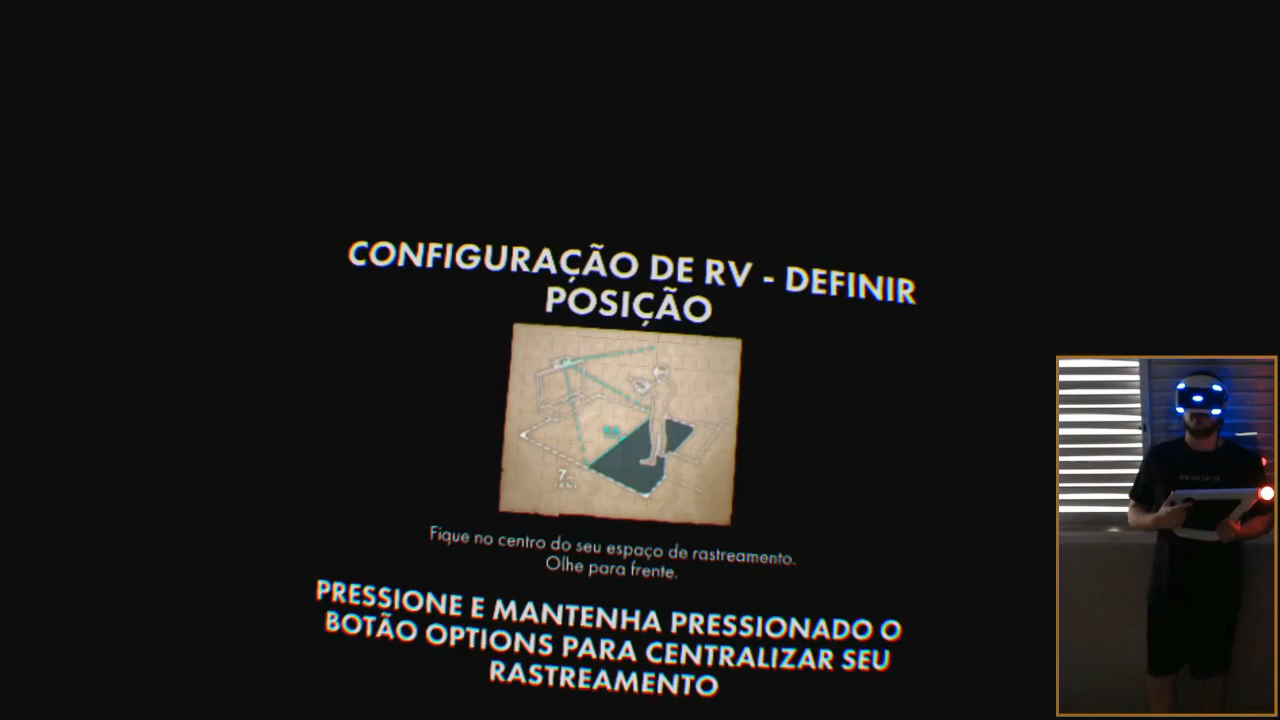 CONFIGURAÇÃO DE RV - DEFINIR
POSIÇÃO
Fique no centro do seu espaço de rastreamento.
Olhe para frente.
PRESSIONE E MANTENHA PRESSIONADO O
BOTÃO OPTIONS PARA CENTRALIZAR SEU
RASTREAMENTO